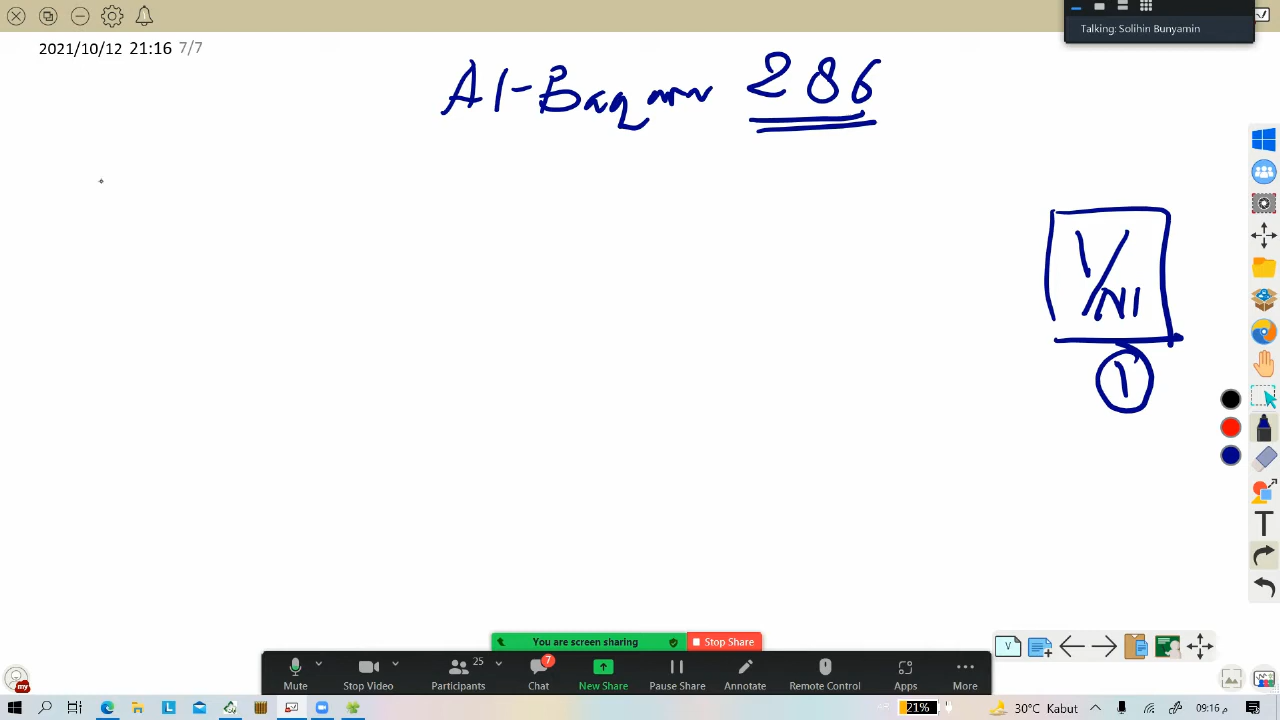 Talking: Solihin Bunyamin
2021/10/12 21:16 7/7
Al-Baqarar 286
1/N1
1
T
You are screen sharing
Stop Share
V
25
7
Mute
Stop Video
Participants
Chat
New Share
Pause Share
Annotate
Remote Control
Apps
More
my
21%
30°C Kabut
09:16 م